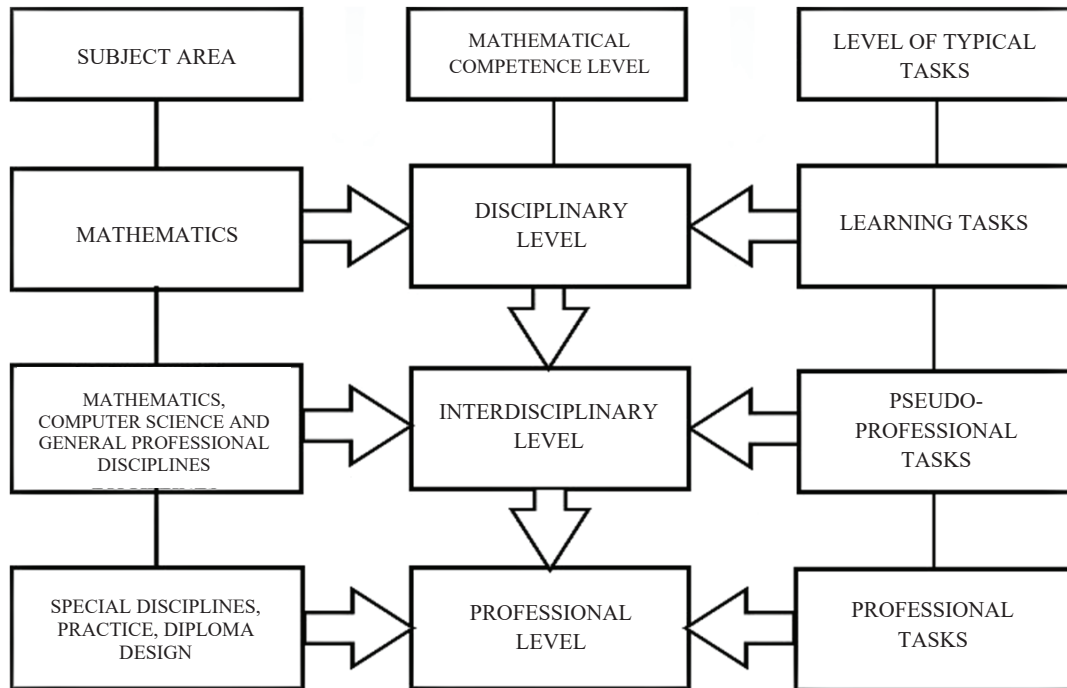 SUBJECT AREA
MATHEMATICAL
COMPETENCE LEVEL
LEVEL OF TYPICAL
TASKS
MATHEMATICS
DISCIPLINARY
LEVEL
LEARNING TASKS
MATHEMATICS,
COMPUTER SCIENCE AND
GENERAL PROFESSIONAL
DISCIPLINES
INTERDISCIPLINARY
LEVEL
PSEUDO-
PROFESSIONAL
TASKS
SPECIAL DISCIPLINES,
PRACTICE, DIPLOMA
DESIGN
PROFESSIONAL
LEVEL
PROFESSIONAL
TASKS